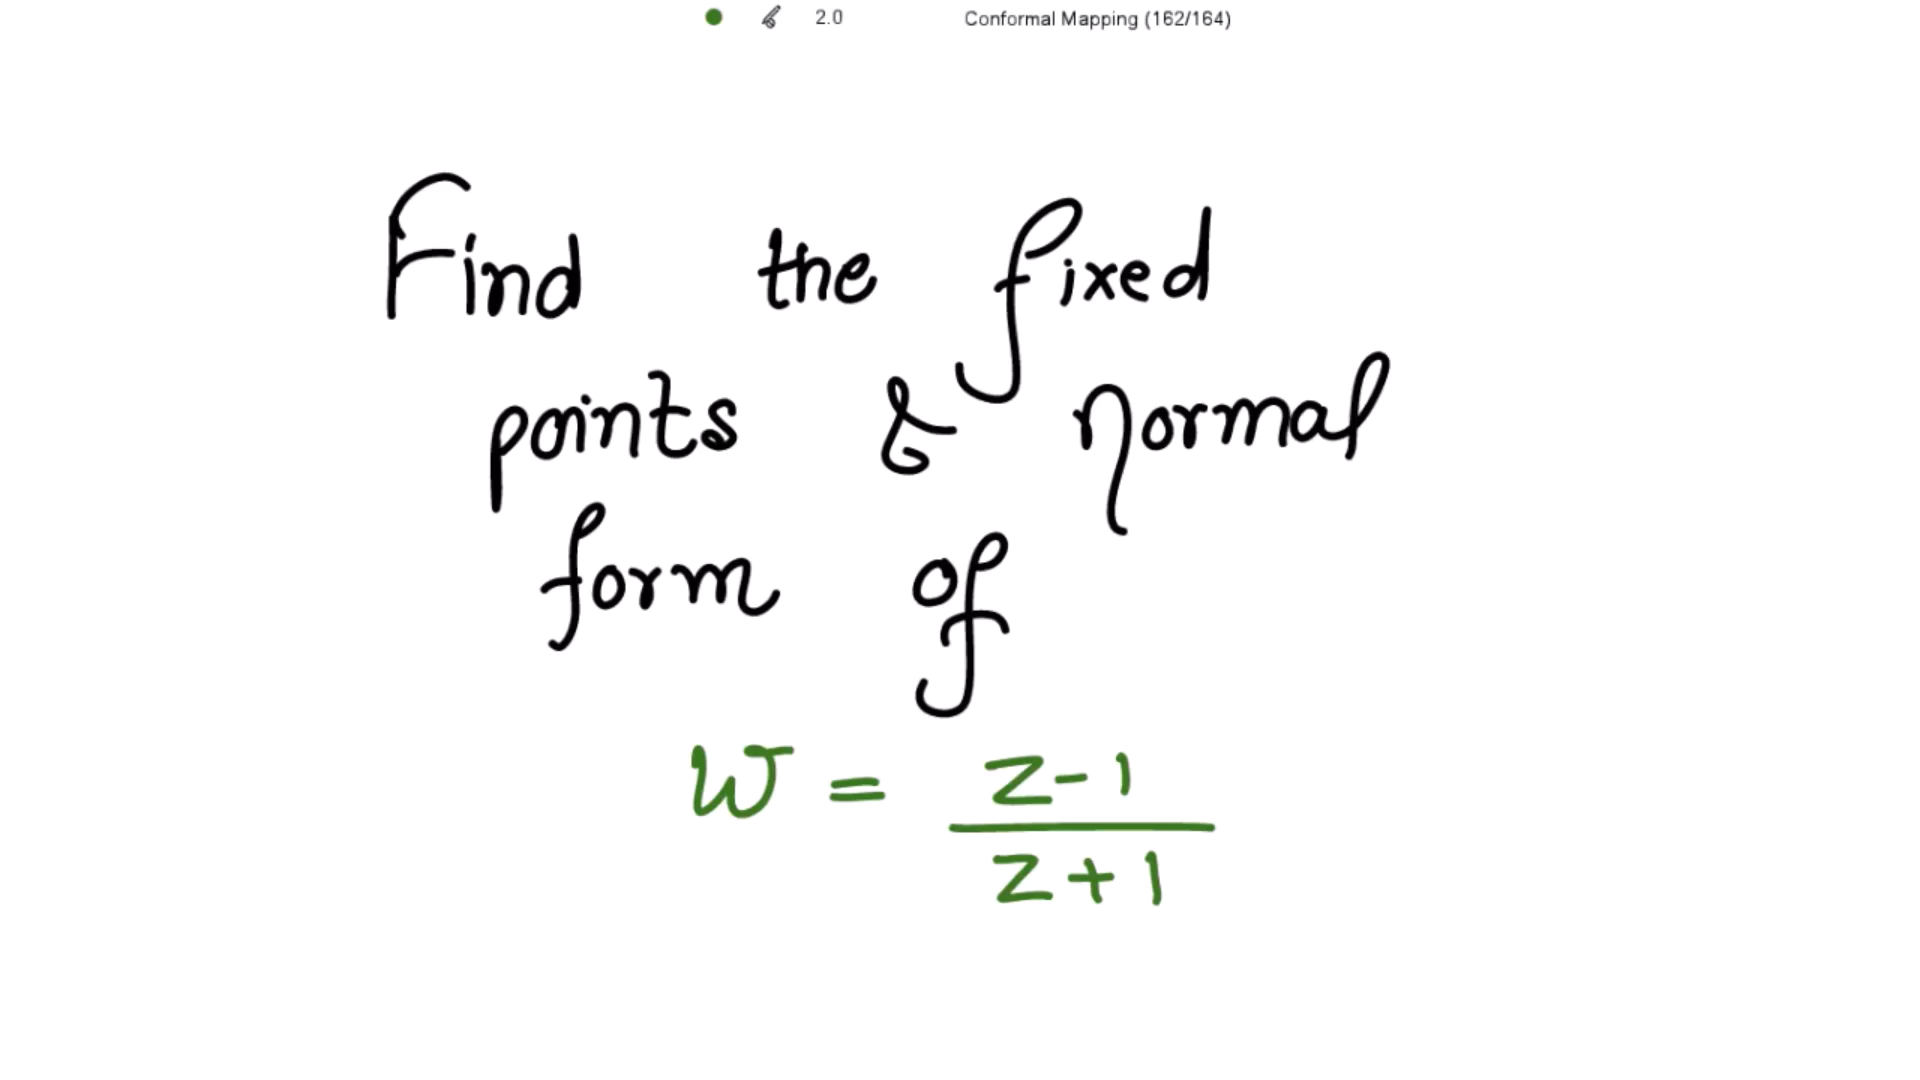 2.0 Conformal Mapping (162/164)
Find the fixed
points & normal
form of
W = z-1
z+1